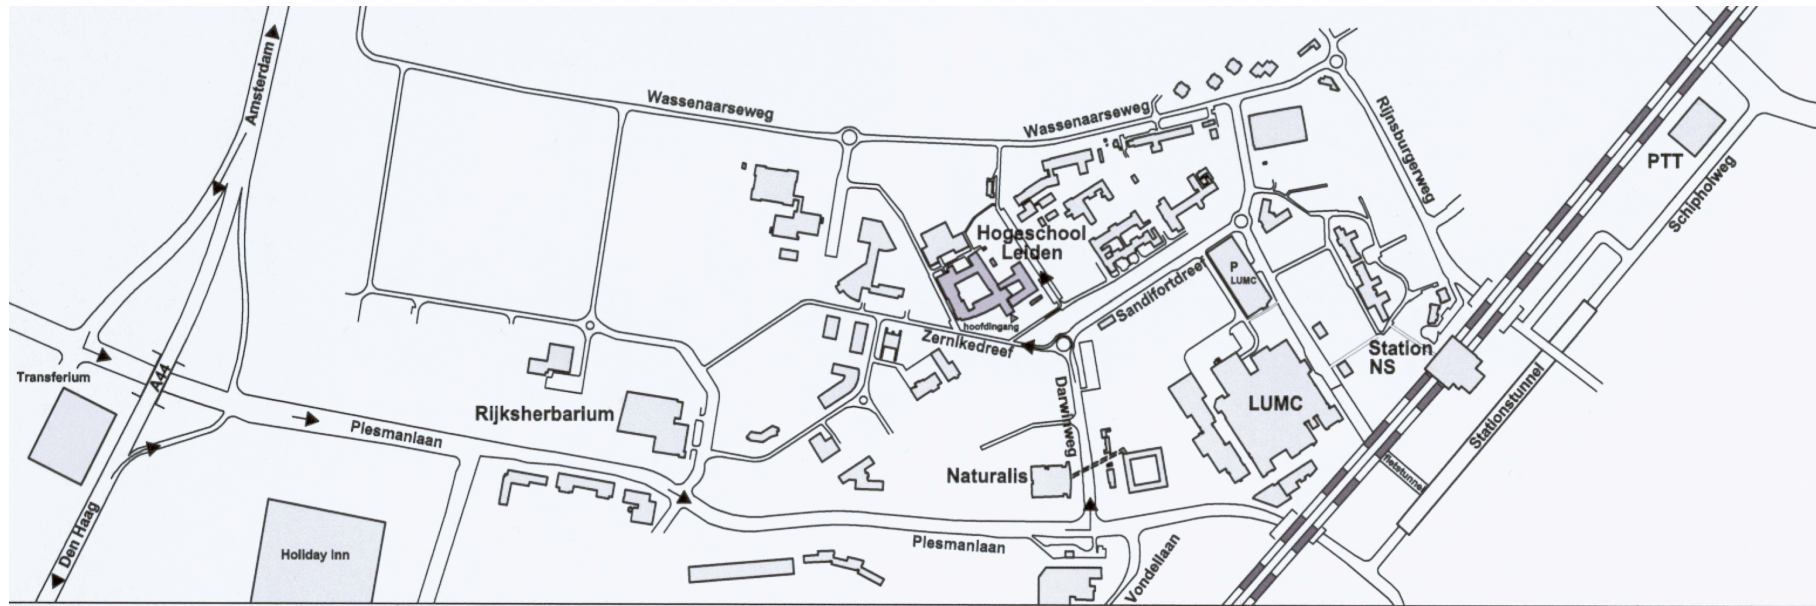 Amsterdam
Wassenaarseweg
Wassenaarseweg
Rijnsburgerweg
PTT
Schipholweg
Hogeschool
Leiden
P
LUMC
Sandifortdreef
hoofdingang
Zernikedreef
Station
NS
Transferium
A44
Darwinweg
LUMC
Rijksherbarium
Plesmanlaan
Stationstunnel
fietstunnel
Naturalis
Den Haag
Holiday Inn
Plesmanlaan
Vondellaan